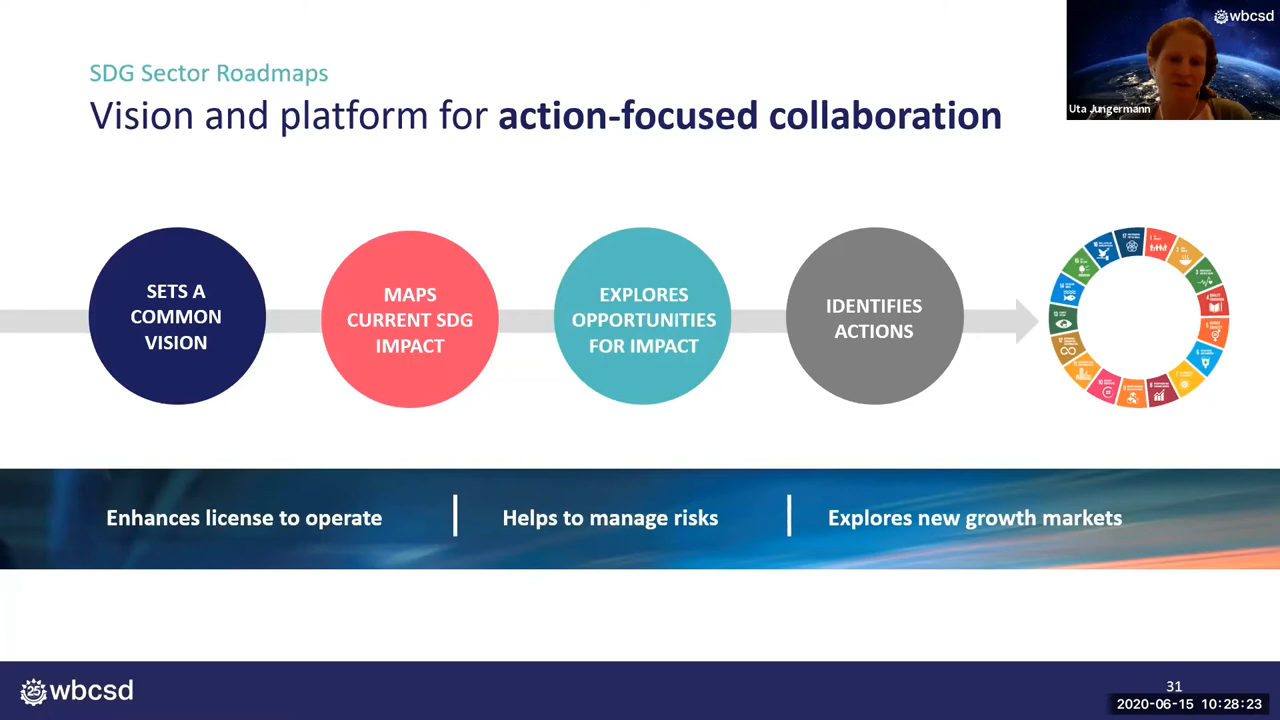 wbcsd
Uta Jungermann
SDG Sector Roadmaps
Vision and platform for action-focused collaboration
SETS A
COMMON
VISION
MAPS
CURRENT SDG
IMPACT
EXPLORES
OPPORTUNITIES
FOR IMPACT
IDENTIFIES
ACTIONS
Enhances license to operate
Helps to manage risks
Explores new growth markets
25 wbcsd
31
2020-06-15 10:28:23